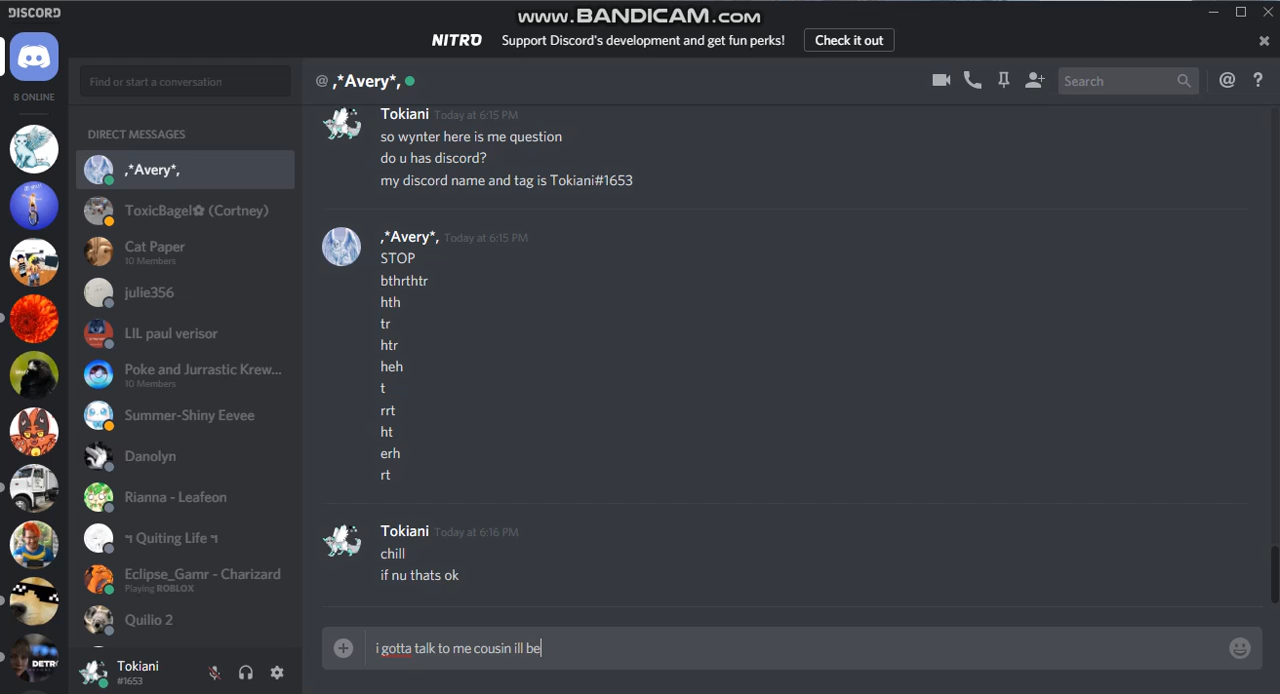 DISCORD
www.BANDICAM.com
NITRO Support Discord's development and get fun perks! Check it out
8 ONLINE
Find or start a conversation
DIRECT MESSAGES
,*Avery*,
ToxicBagel✿ (Cortney)
Cat Paper
10 Members
julie356
LIL paul verisor
Poke and Jurrastic Krew...
10 Members
Summer-Shiny Eevee
Danolyn
Rianna - Leafeon
Quiting Life
Eclipse_Gamr - Charizard
Playing ROBLOX
Quilio 2
Tokiani
#1653
@ ,*Avery*,
Search
@ ?
Tokiani Today at 6:15 PM
so wynter here is me question
do u has discord?
my discord name and tag is Tokiani#1653
,*Avery*, Today at 6:15 PM
STOP
bthrthtr
hth
tr
htr
heh
t
rrt
ht
erh
rt
Tokiani Today at 6:16 PM
chill
if nu thats ok
i gotta talk to me cousin ill be
DETR